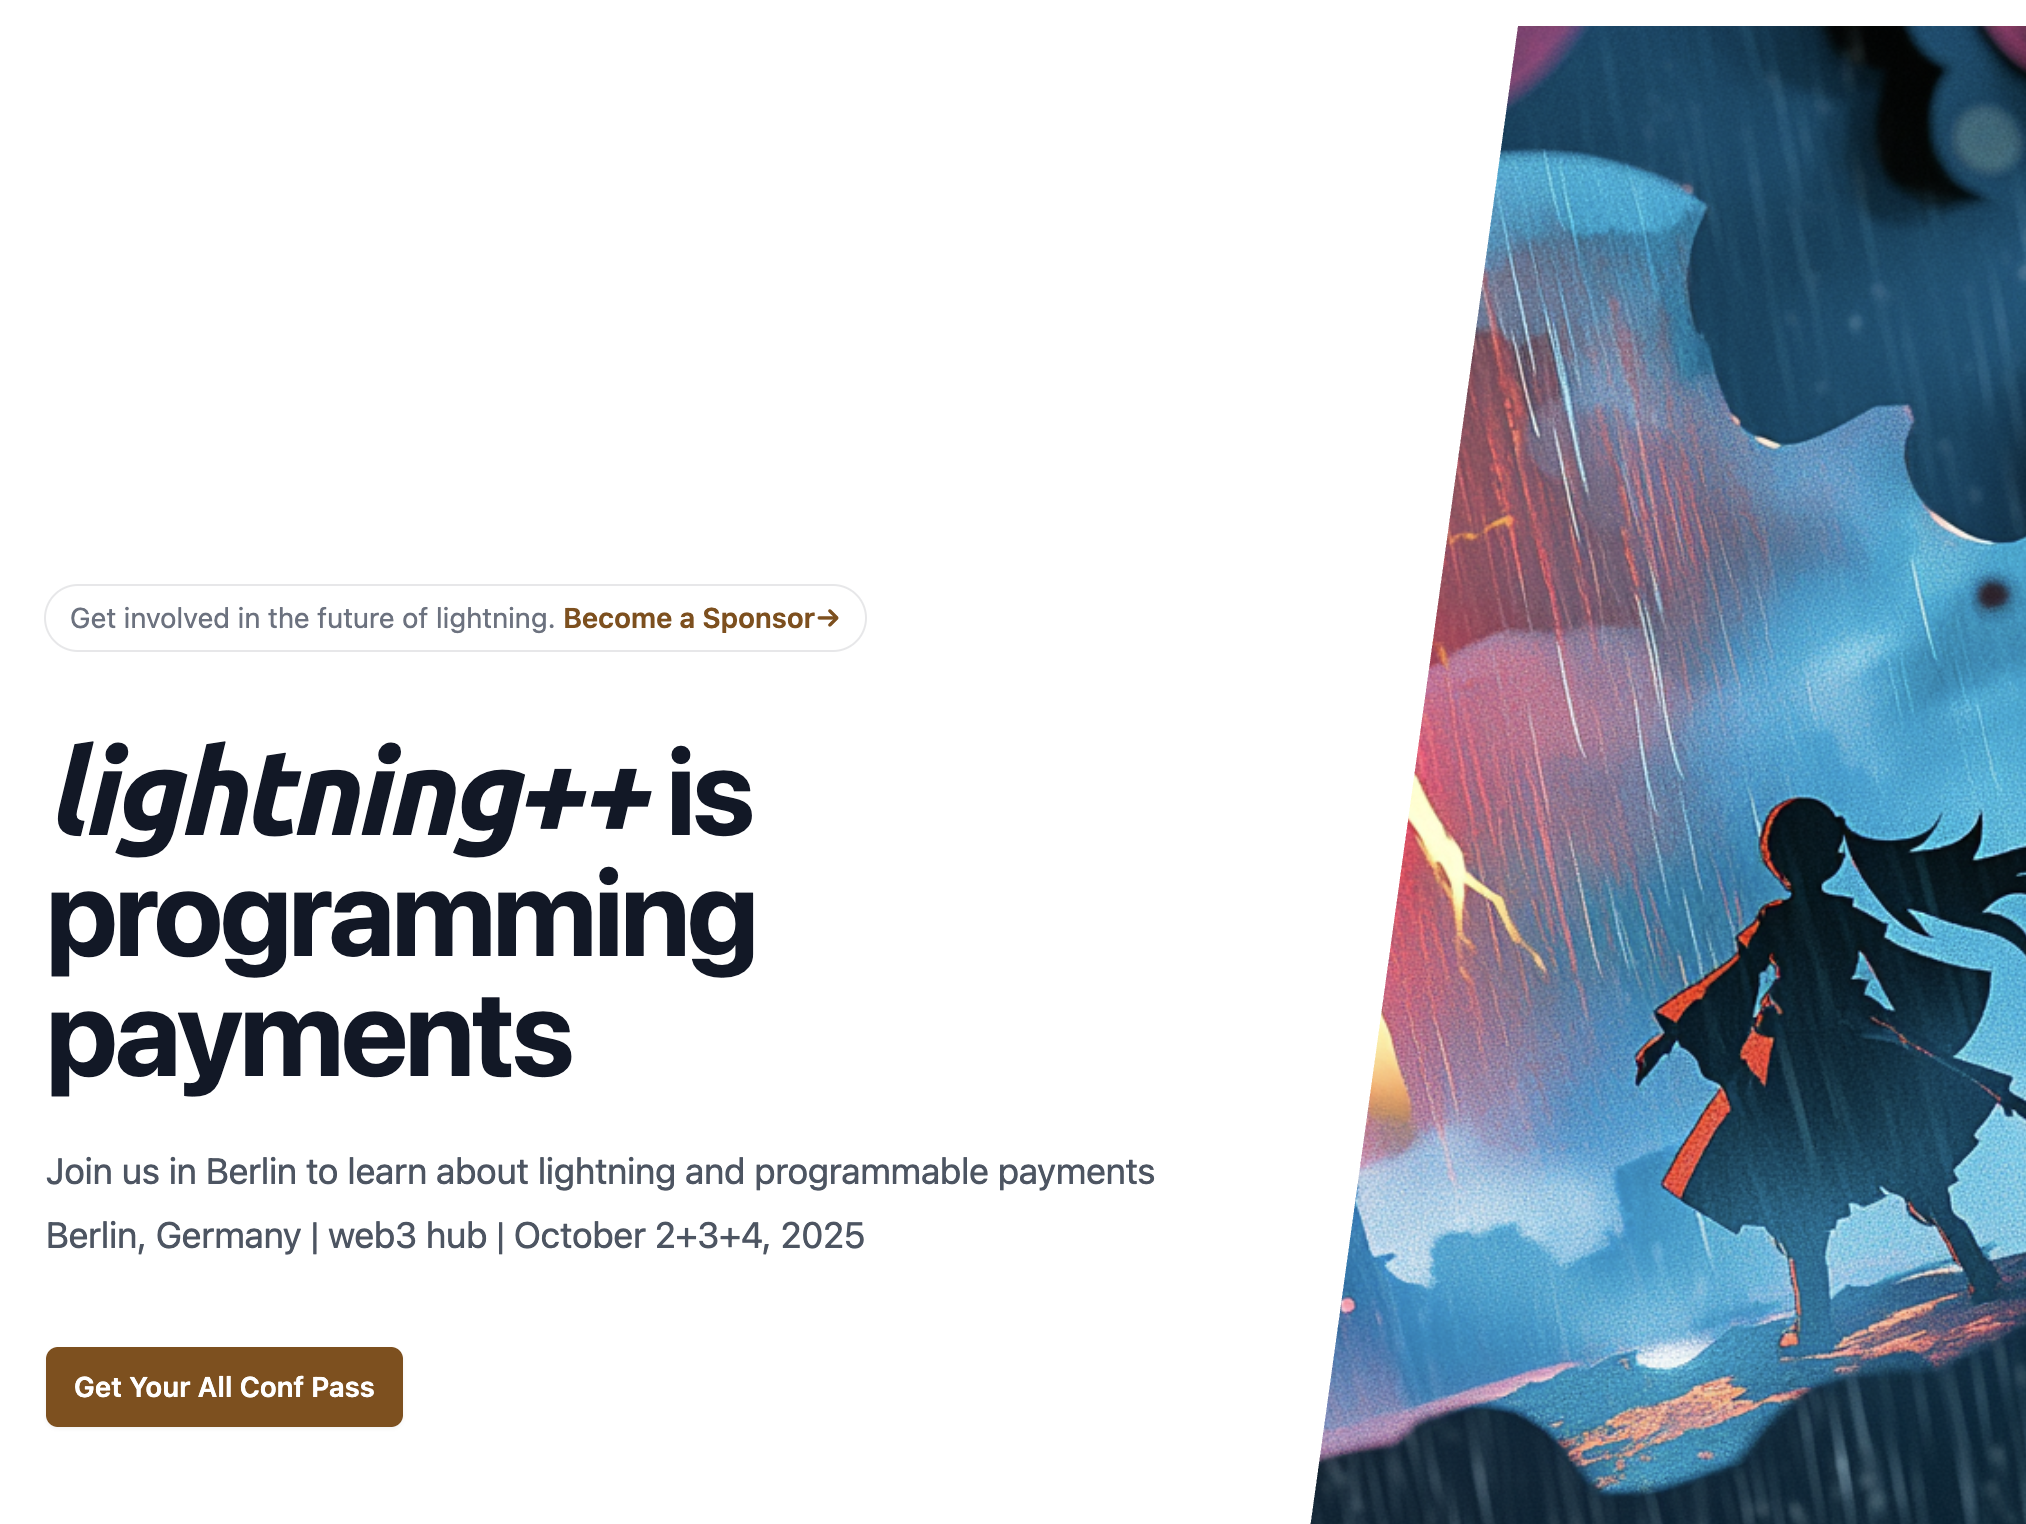 Get involved in the future of lightning. Become a Sponsor→
lightning++ is
programming
payments
Join us in Berlin to learn about lightning and programmable payments
Berlin, Germany | web3 hub | October 2+3+4, 2025
Get Your All Conf Pass